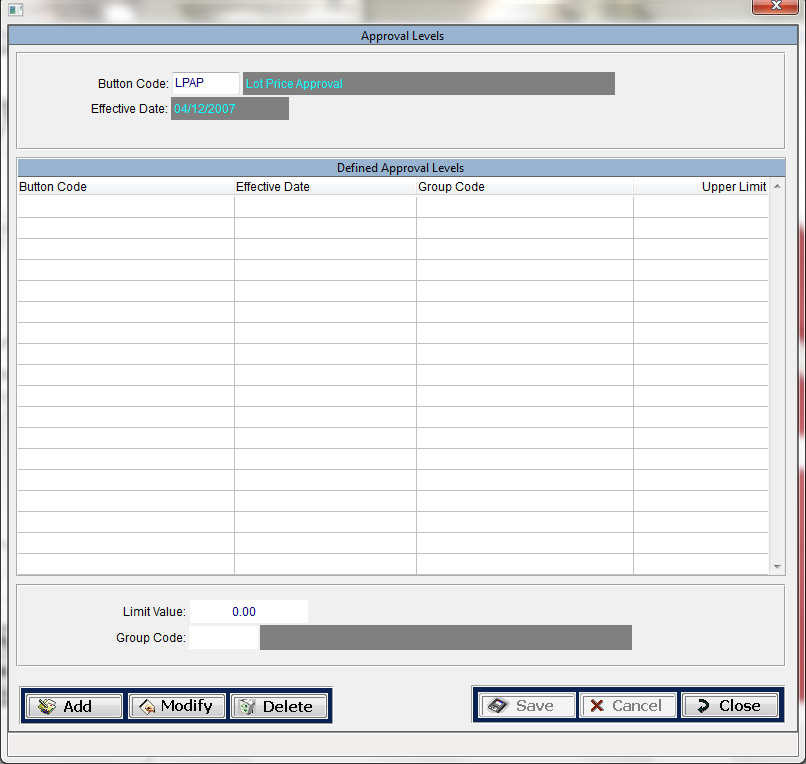 Approval Levels
Button Code: LPAP Lot Price Approval
Effective Date: 04/12/2007
Defined Approval Levels
Button Code Effective Date Group Code Upper Limit
Limit Value: 0.00
Group Code:
Add Modify Delete Save Cancel Close